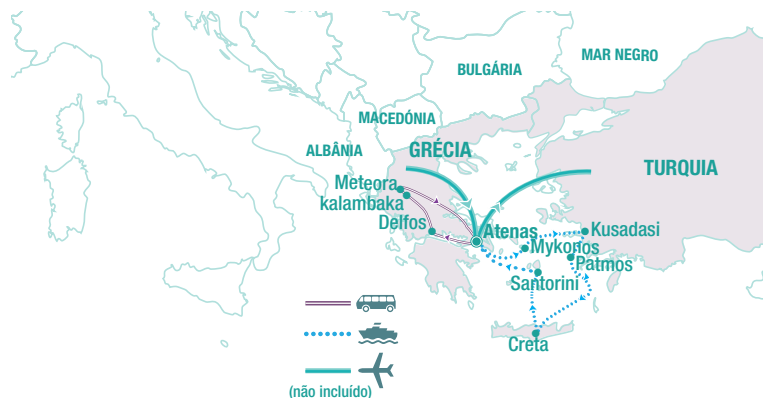 MAR NEGRO
BULGÁRIA
MACEDÓNIA
ALBÂNIA
GRÉCIA
TURQUIA
Meteora
kalambaka
Delfos
Atenas
Kusadasi
Mykonos
Patmos
Santorini
Creta
(não incluído)